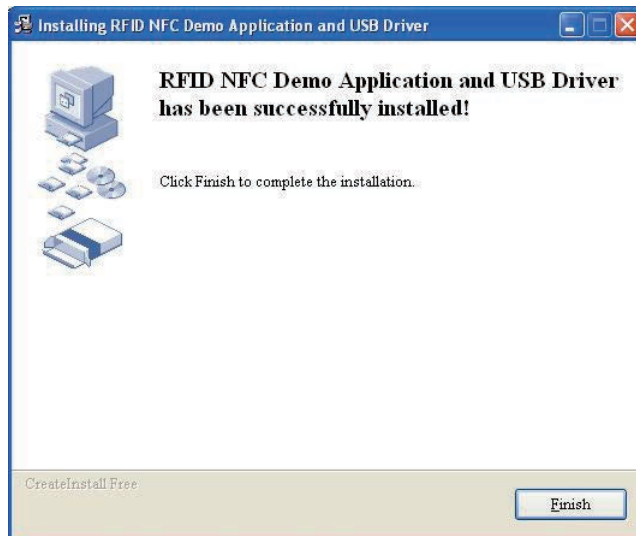 Installing RFID NFC Demo Application and USB Driver
RFID NFC Demo Application and USB Driver
has been successfully installed!
Click Finish to complete the installation.
CreateInstall Free
Finish